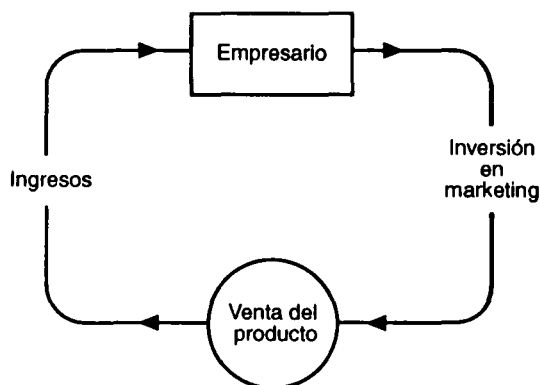 Empresario
Inversión
en
marketing
Ingresos
Venta del
producto